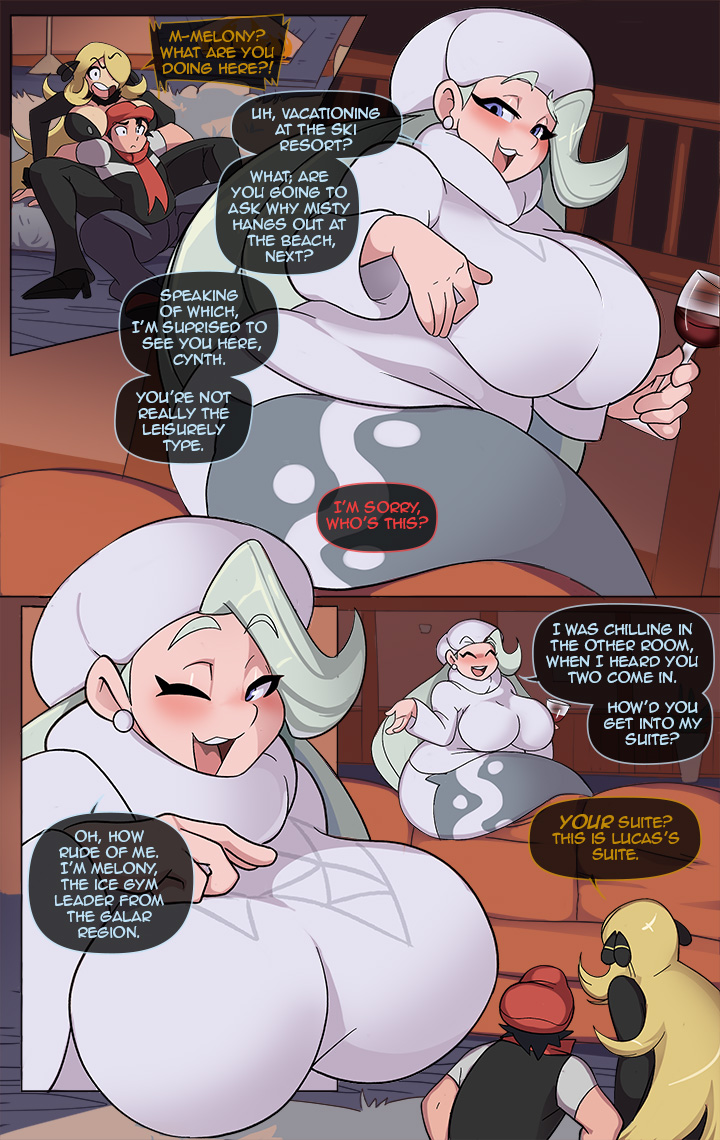 M-MELONY?
WHAT ARE YOU
DOING HERE?!
UH, VACATIONING
AT THE SKI
RESORT?
WHAT; ARE
YOU GOING TO
ASK WHY MISTY
HANGS OUT AT
THE BEACH,
NEXT?
SPEAKING
OF WHICH,
I'M SUPRISED TO
SEE YOU HERE,
CYNTH.
YOU'RE NOT
REALLY THE
LEISURELY
TYPE.
I'M SORRY,
WHO'S THIS?
OH, HOW
RUDE OF ME.
I'M MELONY,
THE ICE GYM
LEADER FROM
THE GALAR
REGION.
I WAS CHILLING IN
THE OTHER ROOM,
WHEN I HEARD YOU
TWO COME IN.
HOW'D YOU
GET INTO MY
SUITE?
YOUR SUITE?
THIS IS LUCAS'S
SUITE.